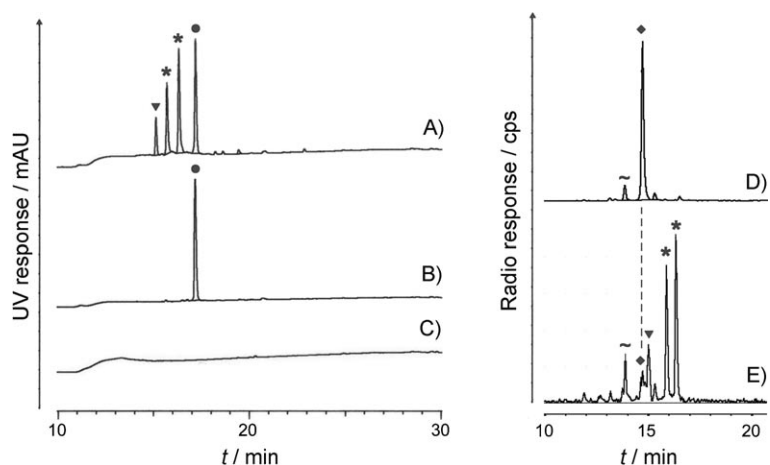 UV response / mAU
A)
B)
C)
10 20 30
t / min
Radio response / cps
~
D)
* *
~
E)
10 15 20
t / min